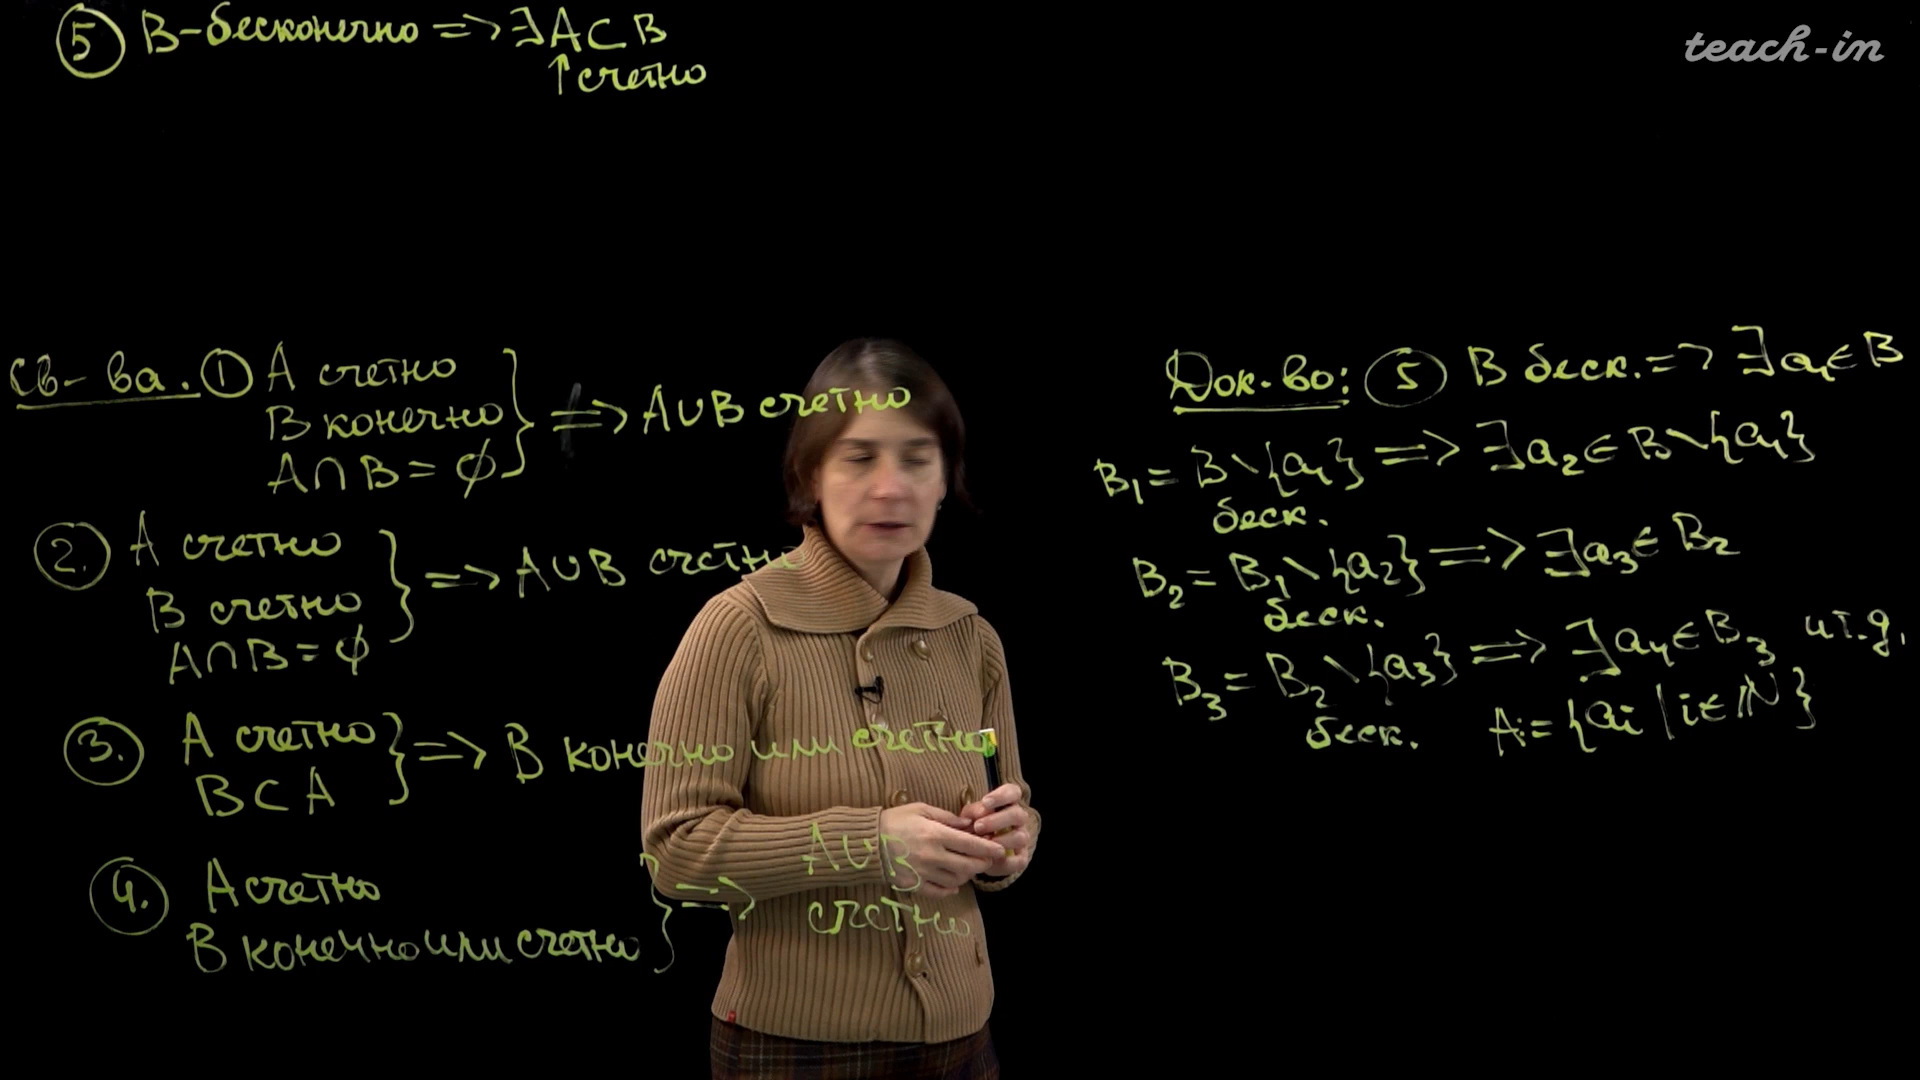 ⑤ B-бесконечно => ∃A⊂B
↑счетно
teach-in
Св-ва. ① A счетно
B конечно
A∩B=∅
} => A∪B счетно
②. A счетно
B счетно
A∩B=∅
} => A∪B счетно
③. A счетно
B⊂A
} => B конечно или счетно
④. A счетно
B конечно или счетно
} => A∪B
счетно
Док-во: ⑤ B беск. => ∃a₁∈B
B₁=B\{a₁} => ∃a₂∈B\{a₁}
беск.
B₂=B₁\{a₂} => ∃a₃∈B₂
беск.
B₃=B₂\{a₃} => ∃a₄∈B₃ и т.д.
беск.
A:={ai | i∈ℕ}